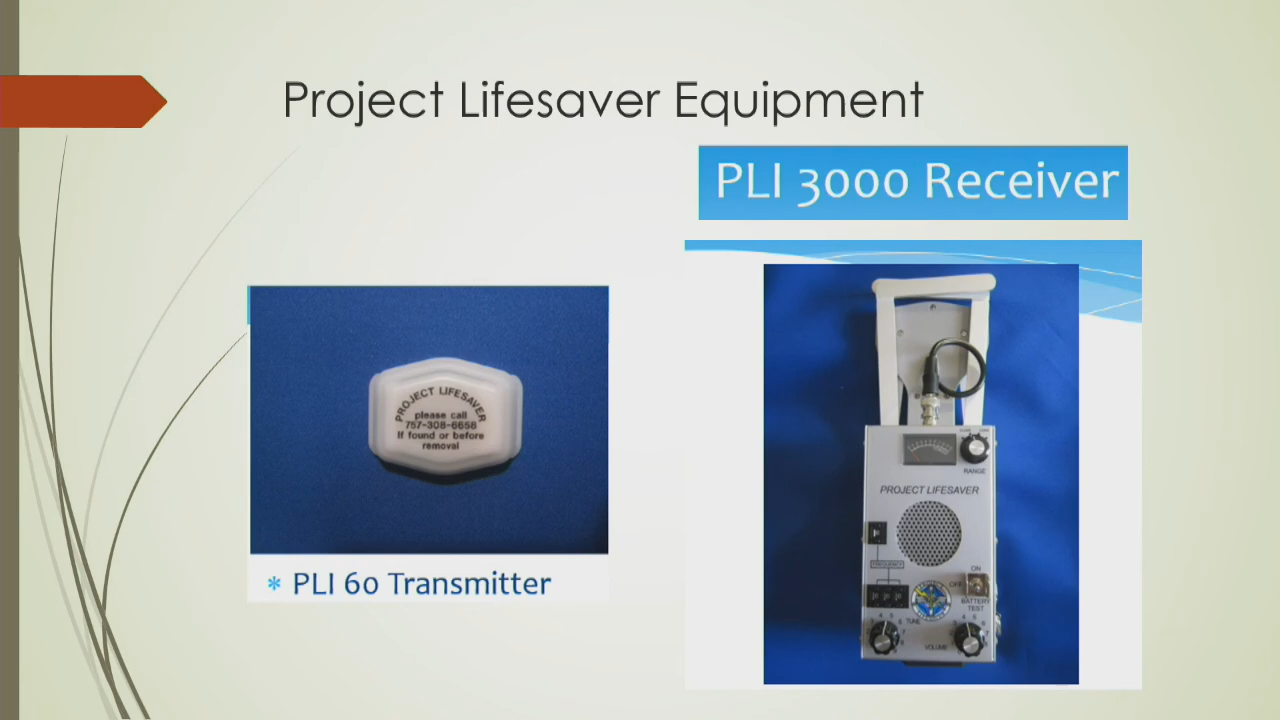 Project Lifesaver Equipment
PLI 3000 Receiver
PROJECT LIFESAVER
please call
757-308-6658
If found or before
removal
* PLI 60 Transmitter
RANGE
PROJECT LIFESAVER
FREQUENCY
ON
OFF
BATTERY
TEST
TUNE
VOLUME